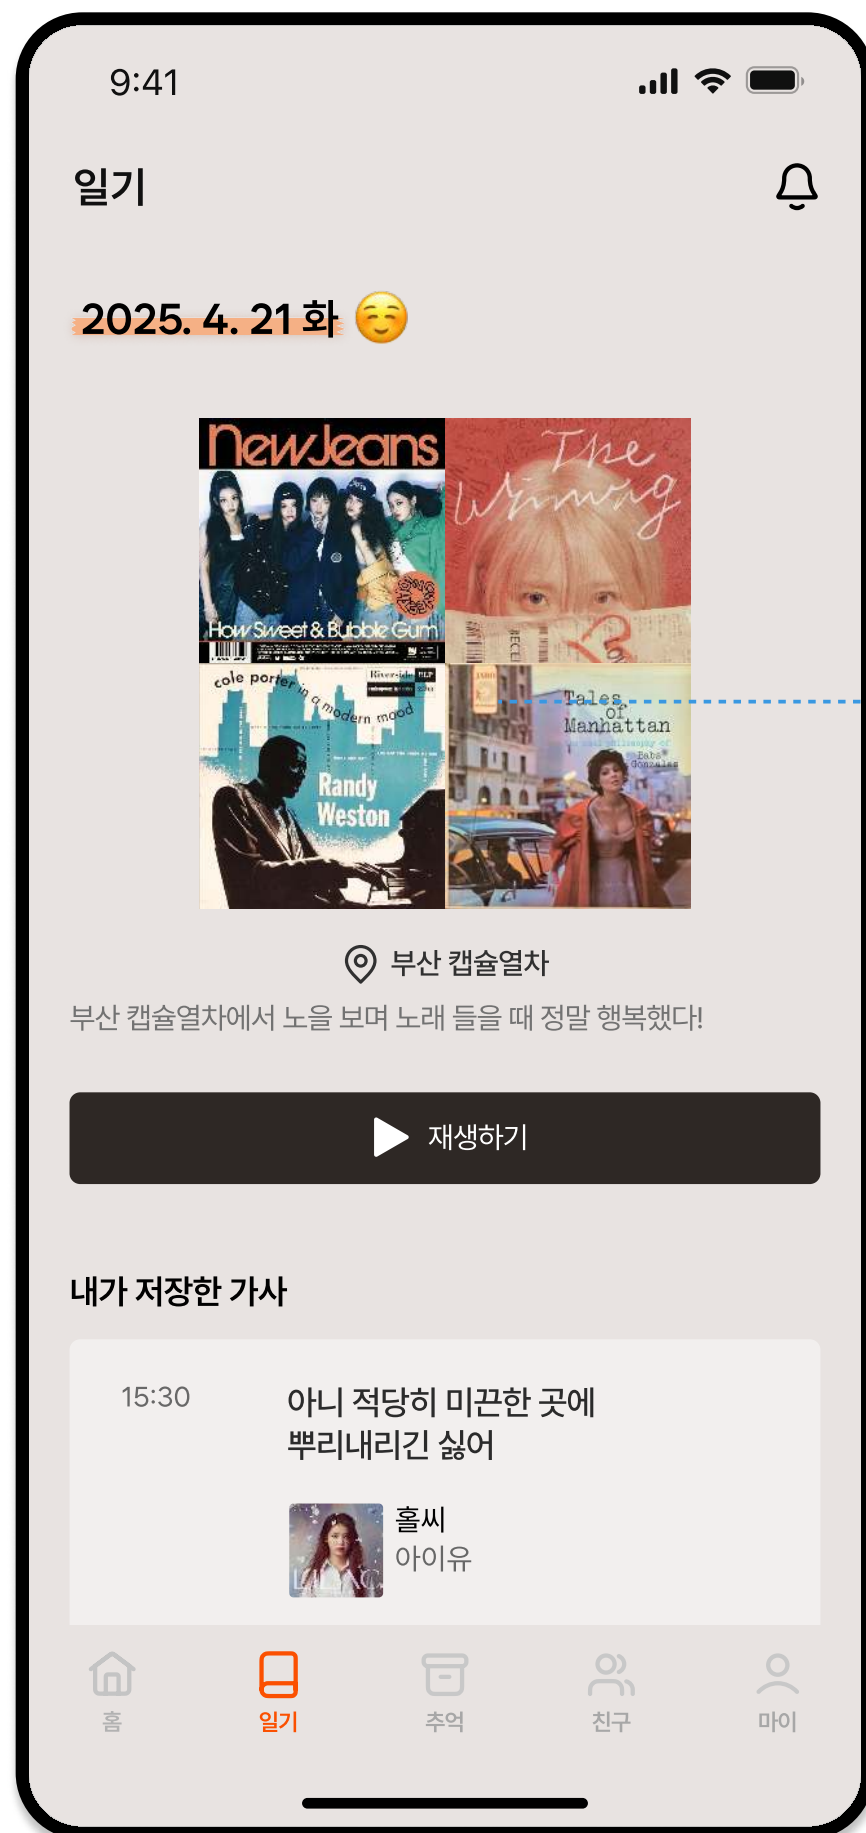 9:41
일기
2025. 4. 21 화
NewJeans
How Sweet & Bubble Gum
The Winning
cole porter in a modern mood
Riverside
Randy
Weston
Tales
of
Manhattan
Babs
Gonzales
부산 캡슐열차
부산 캡슐열차에서 노을 보며 노래 들을 때 정말 행복했다!
재생하기
내가 저장한 가사
15:30
아니 적당히 미끈한 곳에
뿌리내리긴 싫어
LILAC
홀씨
아이유
홈
일기
추억
친구
마이